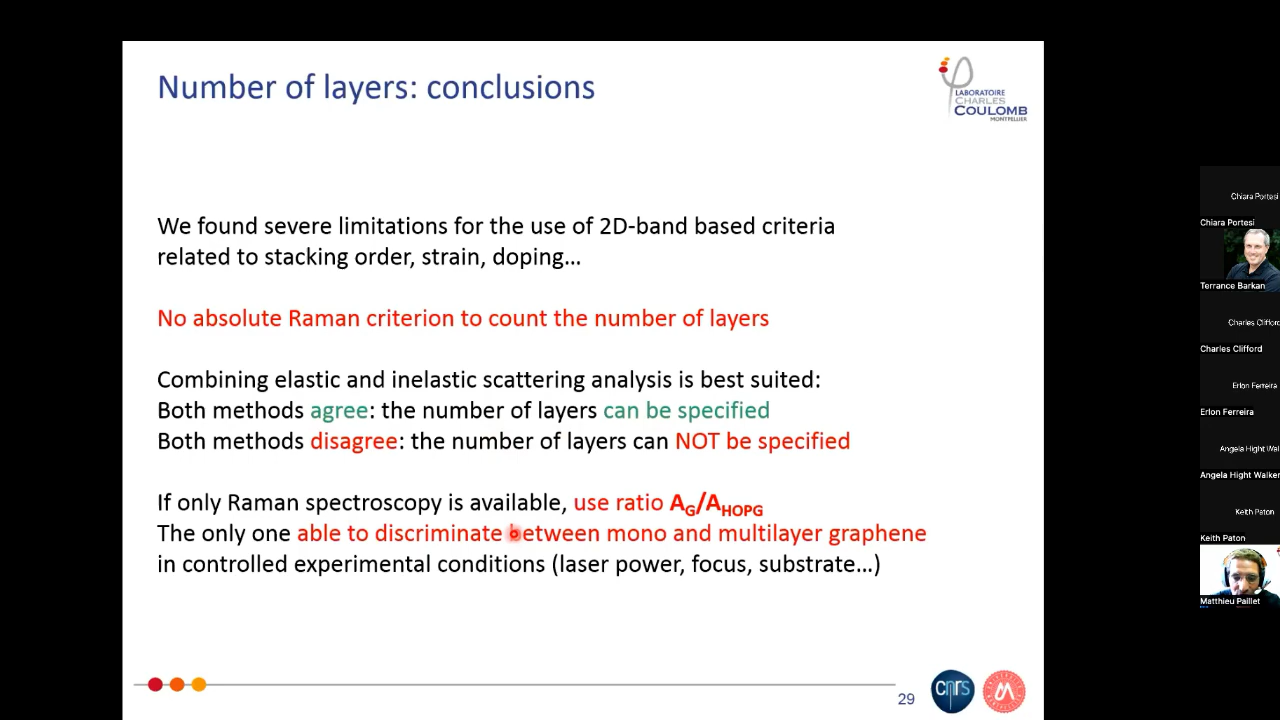 Number of layers: conclusions
LABORATOIRE
CHARLES
COULOMB
MONTPELLIER
We found severe limitations for the use of 2D-band based criteria
related to stacking order, strain, doping...
No absolute Raman criterion to count the number of layers
Combining elastic and inelastic scattering analysis is best suited:
Both methods agree: the number of layers can be specified
Both methods disagree: the number of layers can NOT be specified
If only Raman spectroscopy is available, use ratio AG/AHOPG
The only one able to discriminate between mono and multilayer graphene
in controlled experimental conditions (laser power, focus, substrate...)
29
cnrs
Chiara Portesi
Chiara Portesi
Terrance Barkan
Charles Clifford
Charles Clifford
Erlon Ferreira
Erlon Ferreira
Angela Hight Wal
Angela Hight Walker
Keith Paton
Keith Paton
Matthieu Paillet